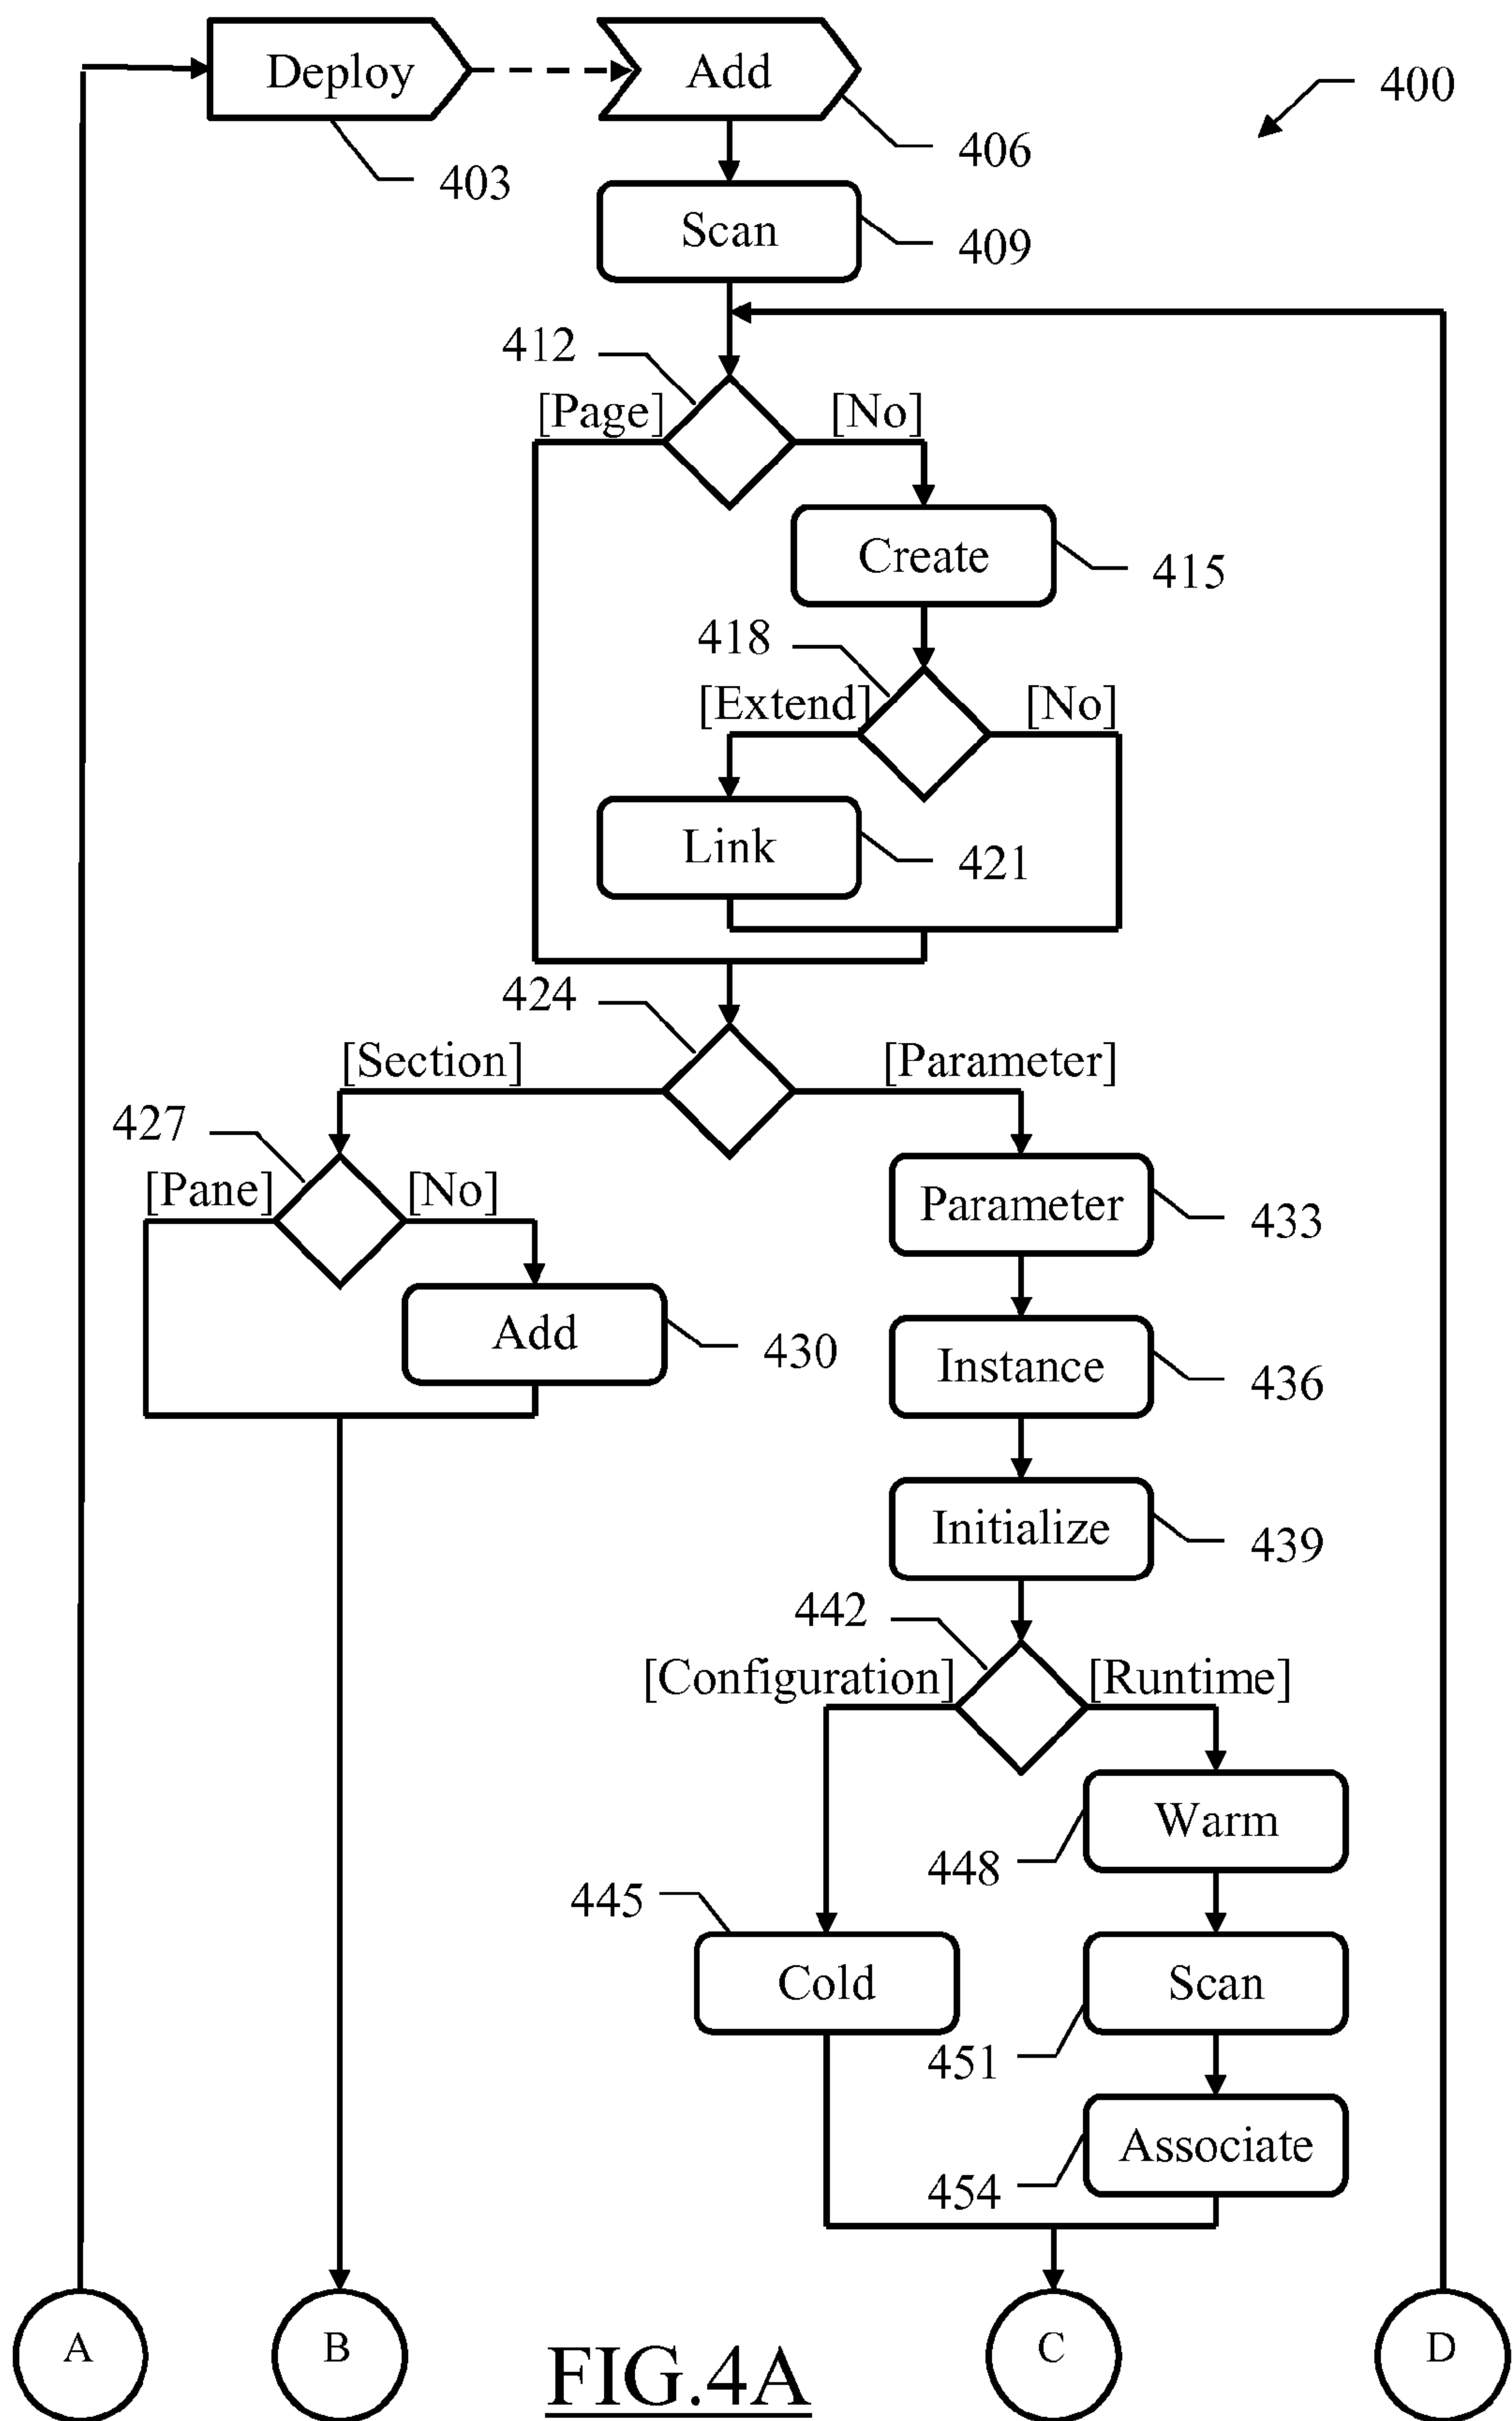 Deploy
Add
400
406
403
Scan
409
412
[Page]
[No]
Create
415
418
[Extend]
[No]
Link
421
424
[Section]
[Parameter]
427
[Pane]
[No]
Parameter
433
Add
430
Instance
436
Initialize
439
442
[Configuration]
[Runtime]
Warm
448
445
Cold
Scan
451
Associate
454
A
B
C
D
FIG.4A